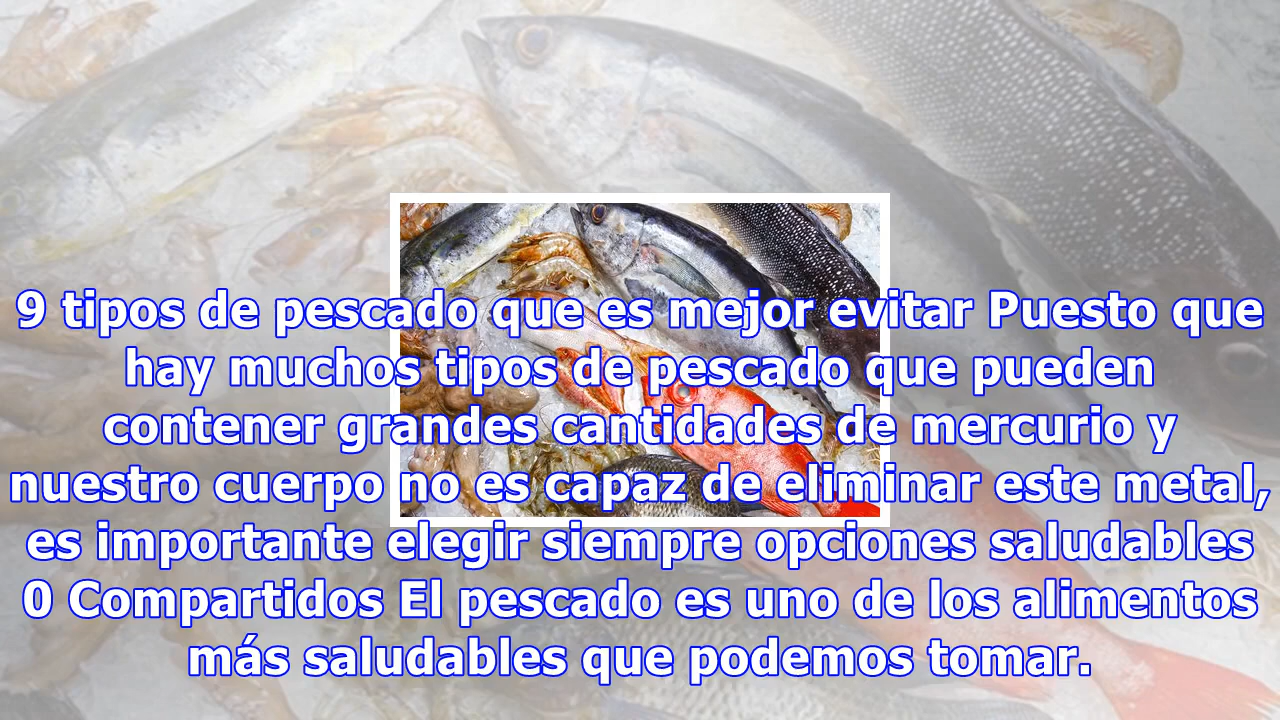 9 tipos de pescado que es mejor evitar Puesto que
hay muchos tipos de pescado que pueden
contener grandes cantidades de mercurio y
nuestro cuerpo no es capaz de eliminar este metal,
es importante elegir siempre opciones saludables
0 Compartidos El pescado es uno de los alimentos
más saludables que podemos tomar.